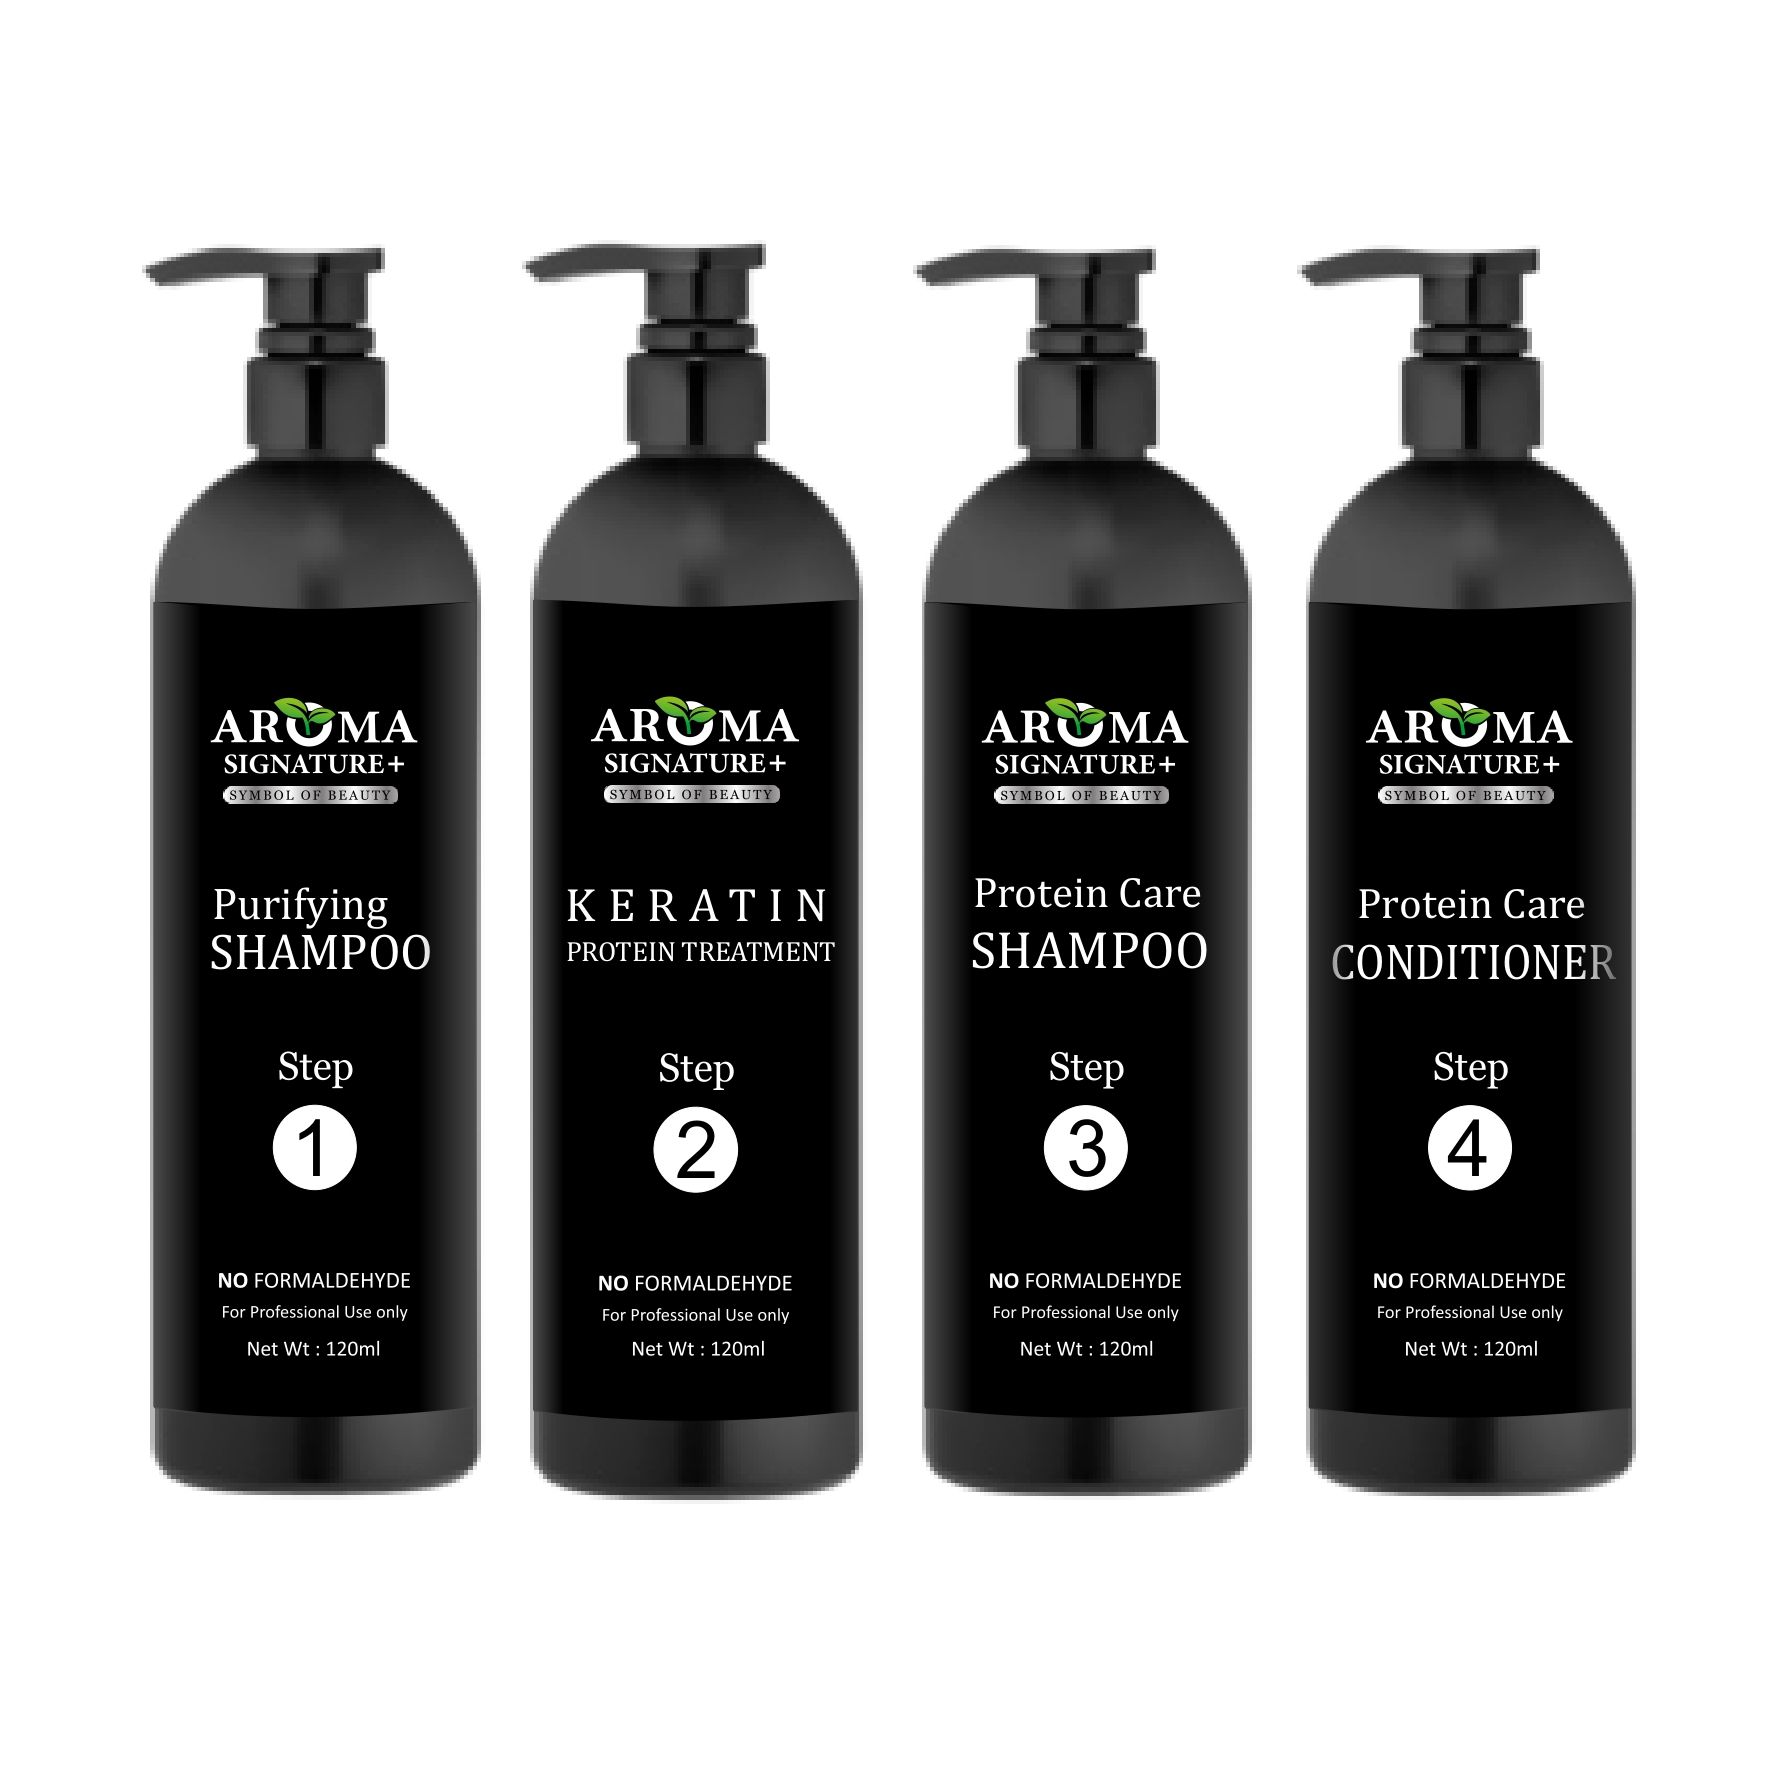 AROMA
SIGNATURE+
SYMBOL OF BEAUTY
Purifying
SHAMPOO
Step
1
NO FORMALDEHYDE
For Professional Use only
Net Wt : 120ml
AROMA
SIGNATURE+
SYMBOL OF BEAUTY
KERATIN
PROTEIN TREATMENT
Step
2
NO FORMALDEHYDE
For Professional Use only
Net Wt : 120ml
AROMA
SIGNATURE+
SYMBOL OF BEAUTY
Protein Care
SHAMPOO
Step
3
NO FORMALDEHYDE
For Professional Use only
Net Wt : 120ml
AROMA
SIGNATURE+
SYMBOL OF BEAUTY
Protein Care
CONDITIONER
Step
4
NO FORMALDEHYDE
For Professional Use only
Net Wt : 120ml